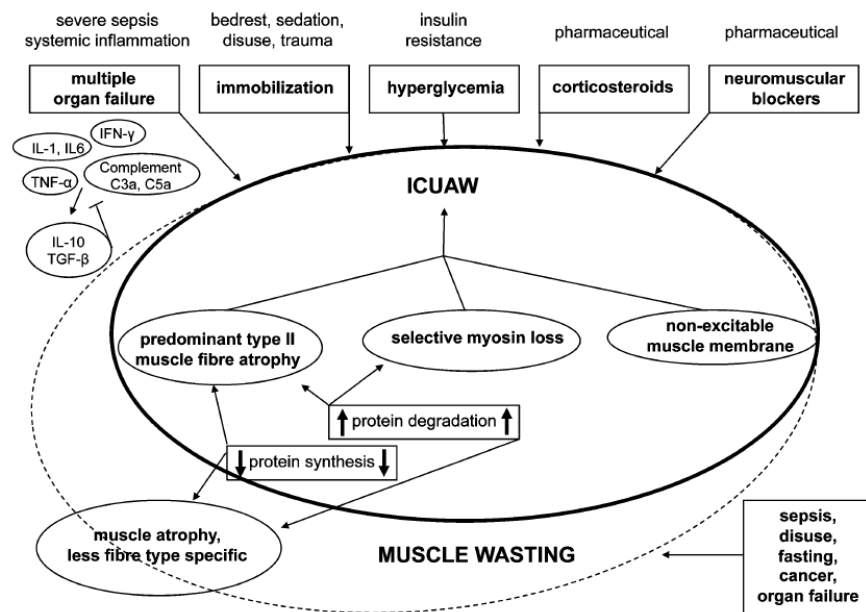 severe sepsis
systemic inflammation
bedrest, sedation,
disuse, trauma
insulin
resistance
pharmaceutical
pharmaceutical
multiple
organ failure
immobilization
hyperglycemia
corticosteroids
neuromuscular
blockers
IFN-γ
IL-1, IL6
Complement
C3a, C5a
TNF-α
IL-10
TGF-β
ICUAW
predominant type II
muscle fibre atrophy
selective myosin loss
non-excitable
muscle membrane
protein degradation
protein synthesis
muscle atrophy,
less fibre type specific
MUSCLE WASTING
sepsis,
disuse,
fasting,
cancer,
organ failure